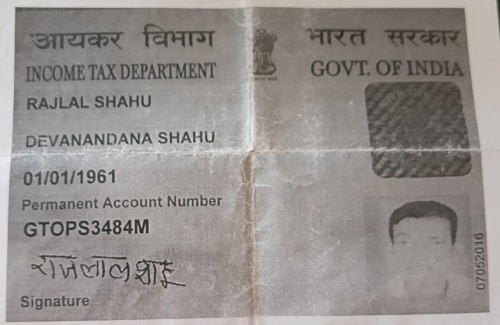 आयकर विभाग
भारत सरकार
INCOME TAX DEPARTMENT
GOVT. OF INDIA
RAJLAL SHAHU
DEVANANDANA SHAHU
01/01/1961
Permanent Account Number
GTOPS3484M
राजलाल शाहू
Signature
07052016